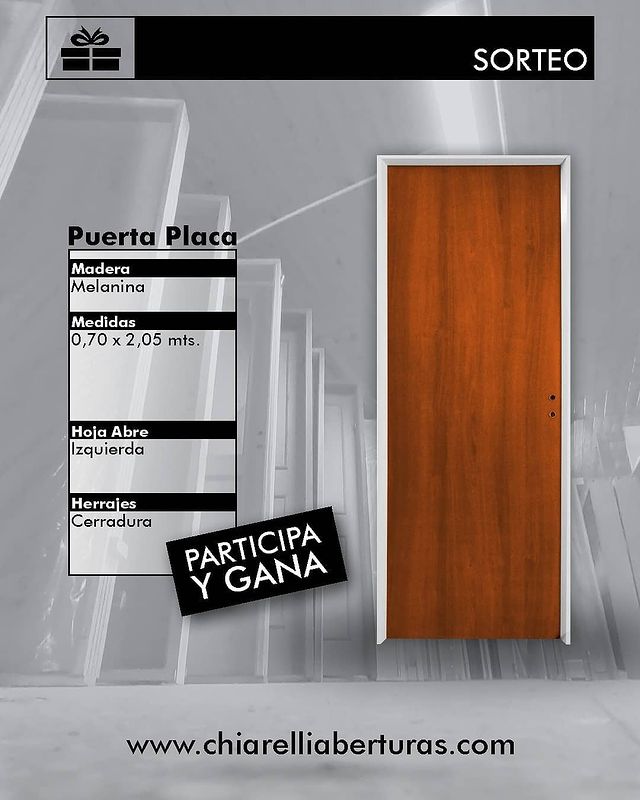 SORTEO
Puerta Placa
Madera
Melanina
Medidas
0,70 x 2,05 mts.
Hoja Abre
Izquierda
Herrajes
Cerradura
PARTICIPA
Y GANA
www.chiarelliaberturas.com